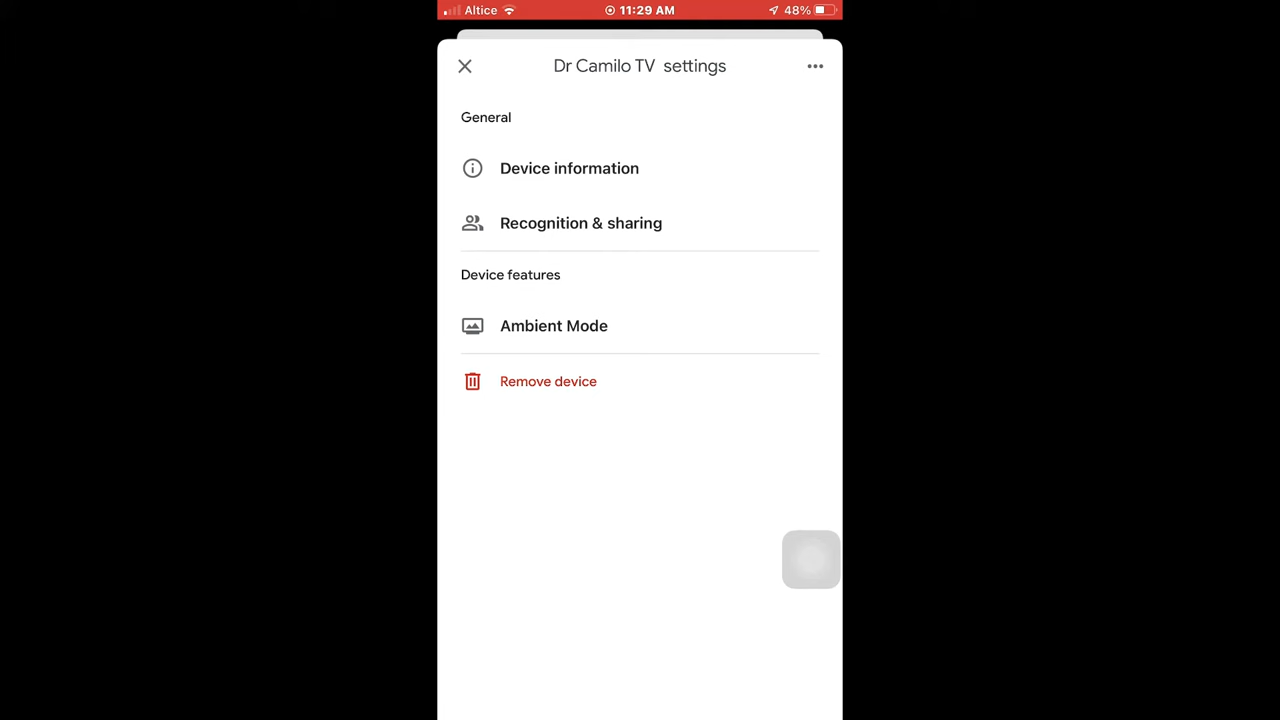 Altice 11:29 AM 48%
Dr Camilo TV settings
General
Device information
Recognition & sharing
Device features
Ambient Mode
Remove device